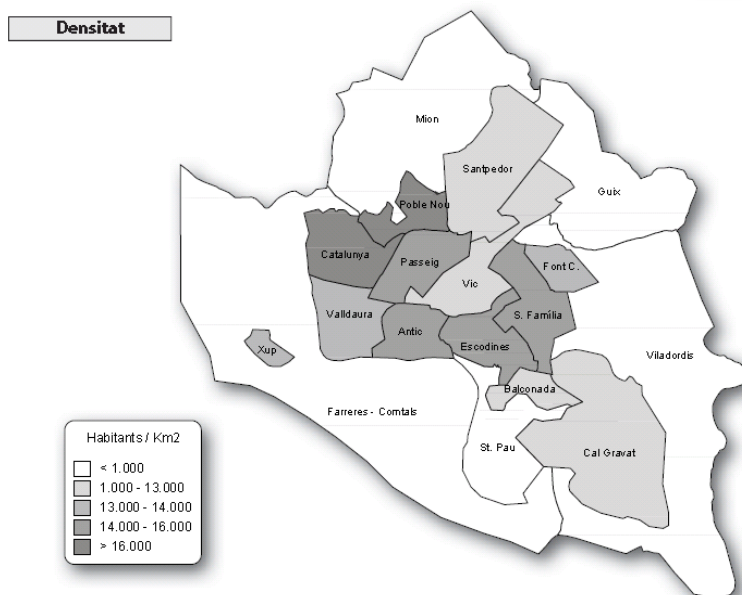 Densitat
Mion
Santpedor
Guix
Poble Nou
Catalunya
Passeig
Font C.
Vic
Valldaura
Antic
Escodines
S. Família
Xup
Viladordis
Balconada
Farreres - Comtals
St. Pau
Cal Gravat
Habitants / Km2
< 1.000
1.000 - 13.000
13.000 - 14.000
14.000 - 16.000
> 16.000